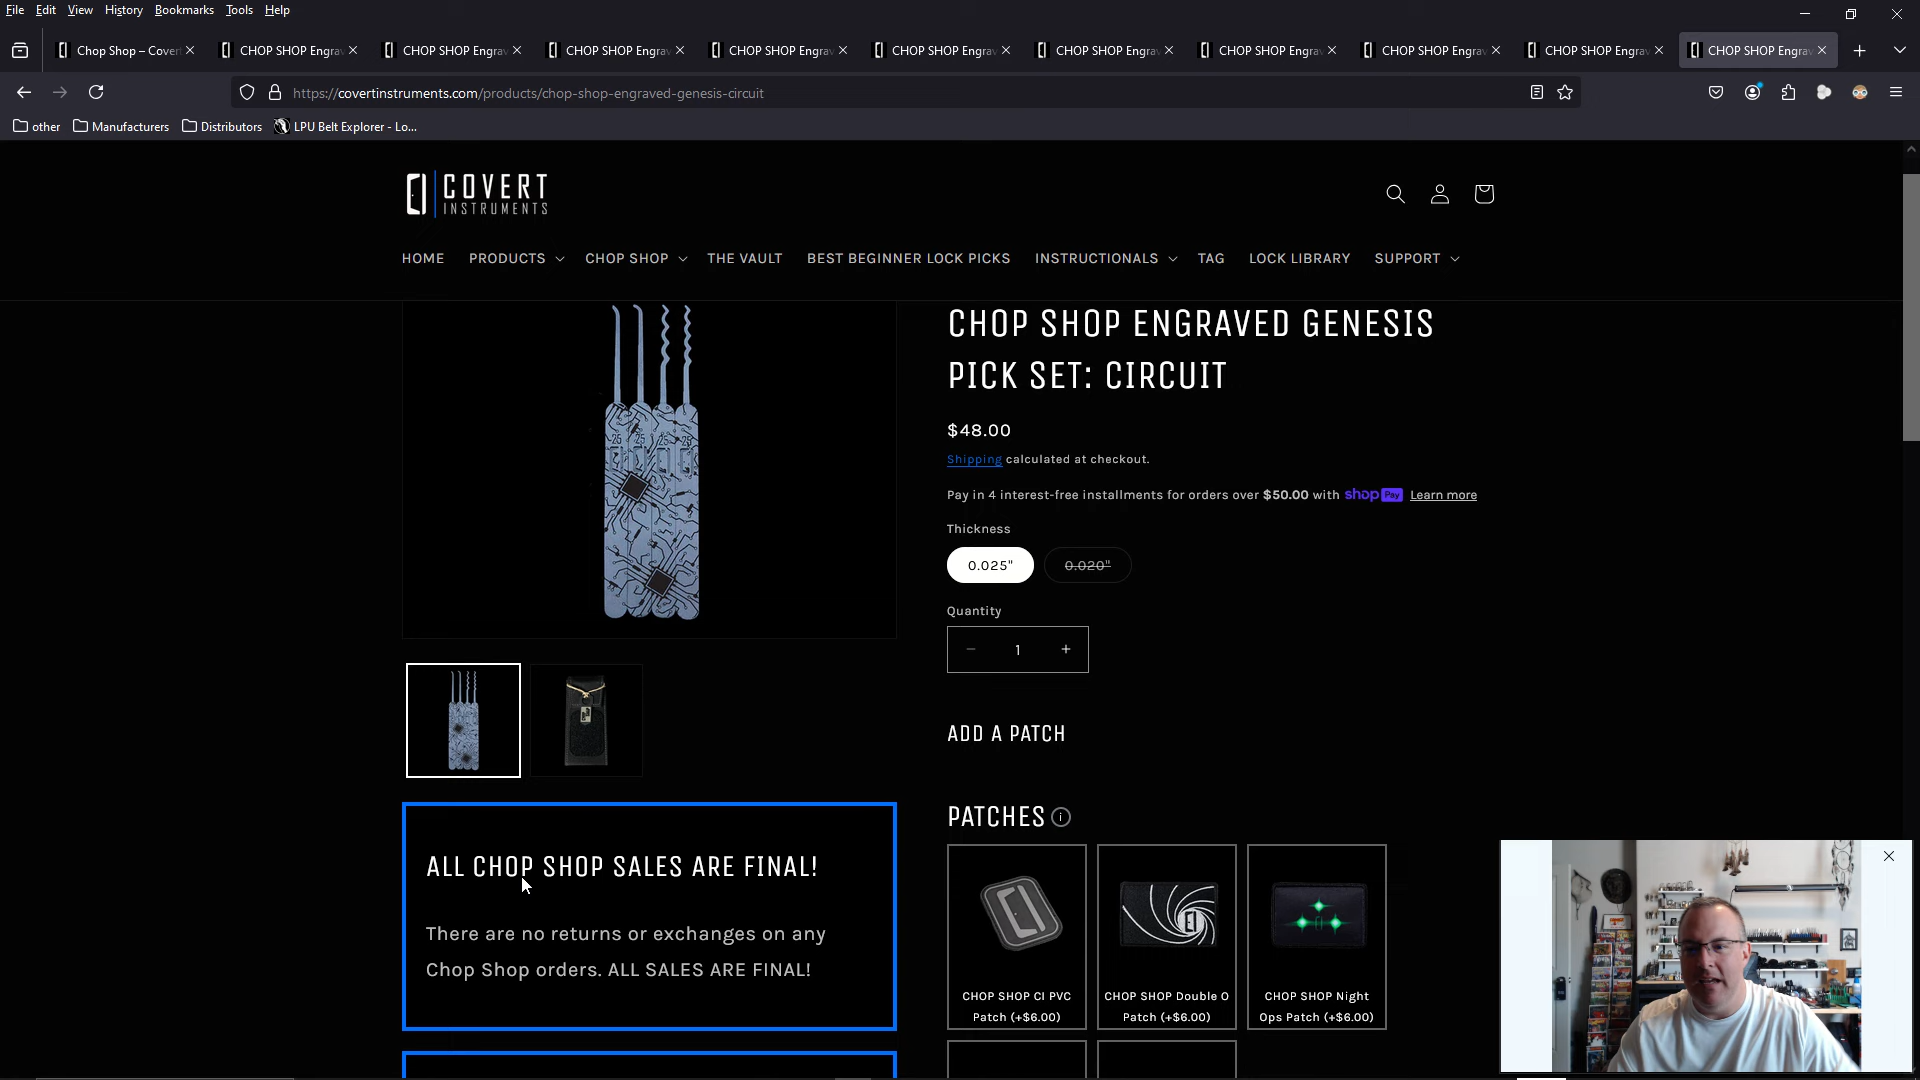 File Edit View History Bookmarks Tools Help
Chop Shop – Cover
CHOP SHOP Engrav
CHOP SHOP Engrav
CHOP SHOP Engrav
CHOP SHOP Engrav
CHOP SHOP Engrav
CHOP SHOP Engrav
CHOP SHOP Engrav
CHOP SHOP Engrav
CHOP SHOP Engrav
CHOP SHOP Engrav
https://covertinstruments.com/products/chop-shop-engraved-genesis-circuit
other Manufacturers Distributors LPU Belt Explorer - Lo...
COVERT
INSTRUMENTS
HOME PRODUCTS CHOP SHOP THE VAULT BEST BEGINNER LOCK PICKS INSTRUCTIONALS TAG LOCK LIBRARY SUPPORT
25 25 25 25
CHOP SHOP ENGRAVED GENESIS
PICK SET: CIRCUIT
$48.00
Shipping calculated at checkout.
Pay in 4 interest-free installments for orders over $50.00 with shop Pay Learn more
Thickness
0.025" 0.020"
Quantity
− 1 +
ADD A PATCH
PATCHES i
CHOP SHOP CI PVC
Patch (+$6.00)
CHOP SHOP Double O
Patch (+$6.00)
CHOP SHOP Night
Ops Patch (+$6.00)
ALL CHOP SHOP SALES ARE FINAL!
There are no returns or exchanges on any
Chop Shop orders. ALL SALES ARE FINAL!